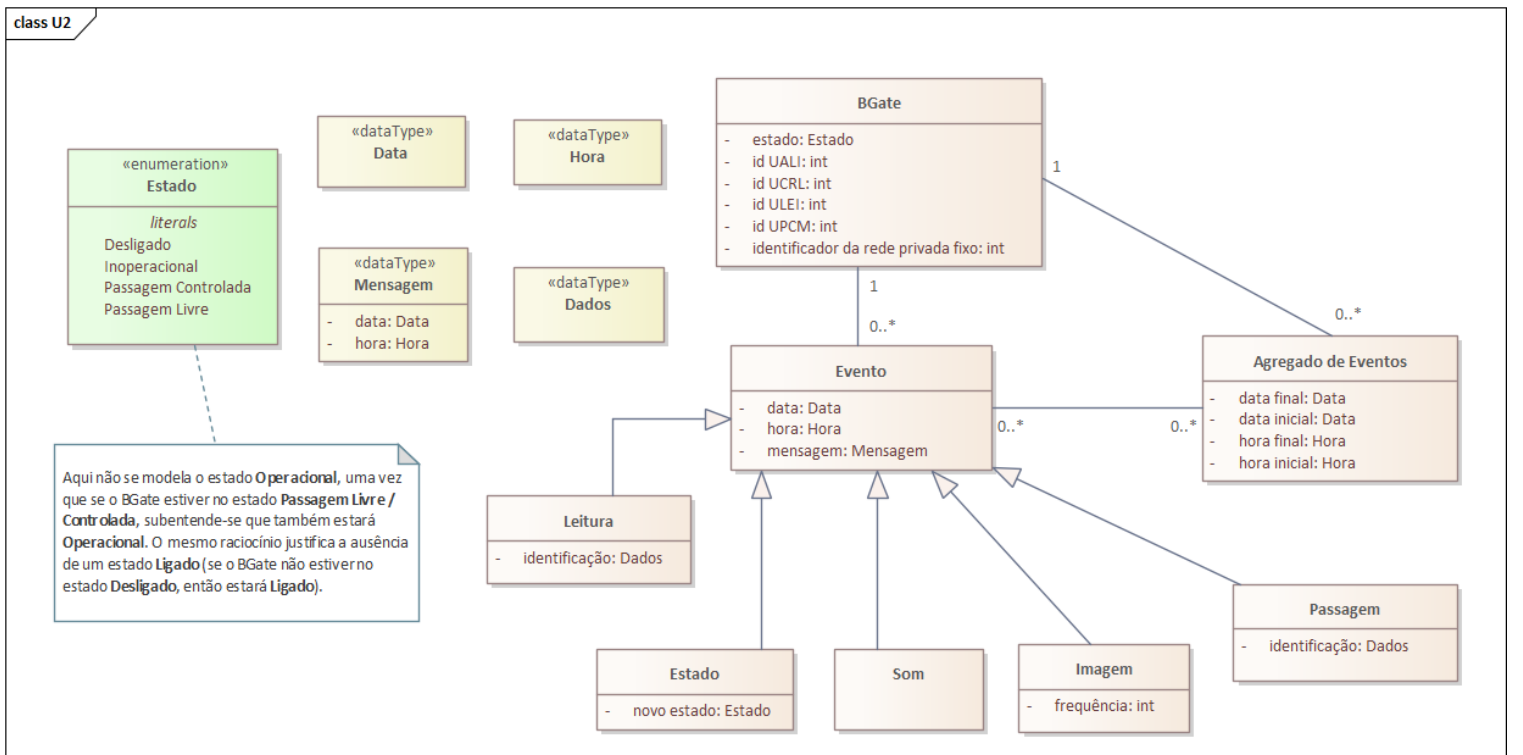 class U2
«enumeration»
Estado
literals
Desligado
Inoperacional
Passagem Controlada
Passagem Livre
«dataType»
Data
«dataType»
Hora
«dataType»
Mensagem
- data: Data
- hora: Hora
«dataType»
Dados
BGate
- estado: Estado
- id UALI: int
- id UCRL: int
- id ULEI: int
- id UPCM: int
- identificador da rede privada fixo: int
1
0..*
1
0..*
Evento
- data: Data
- hora: Hora
- mensagem: Mensagem
0..*
0..*
Agregado de Eventos
- data final: Data
- data inicial: Data
- hora final: Hora
- hora inicial: Hora
Aqui não se modela o estado Operacional, uma vez
que se o BGate estiver no estado Passagem Livre /
Controlada, subentende-se que também estará
Operacional. O mesmo raciocínio justifica a ausência
de um estado Ligado (se o BGate não estiver no
estado Desligado, então estará Ligado).
Leitura
- identificação: Dados
Estado
- novo estado: Estado
Som
Imagem
- frequência: int
Passagem
- identificação: Dados